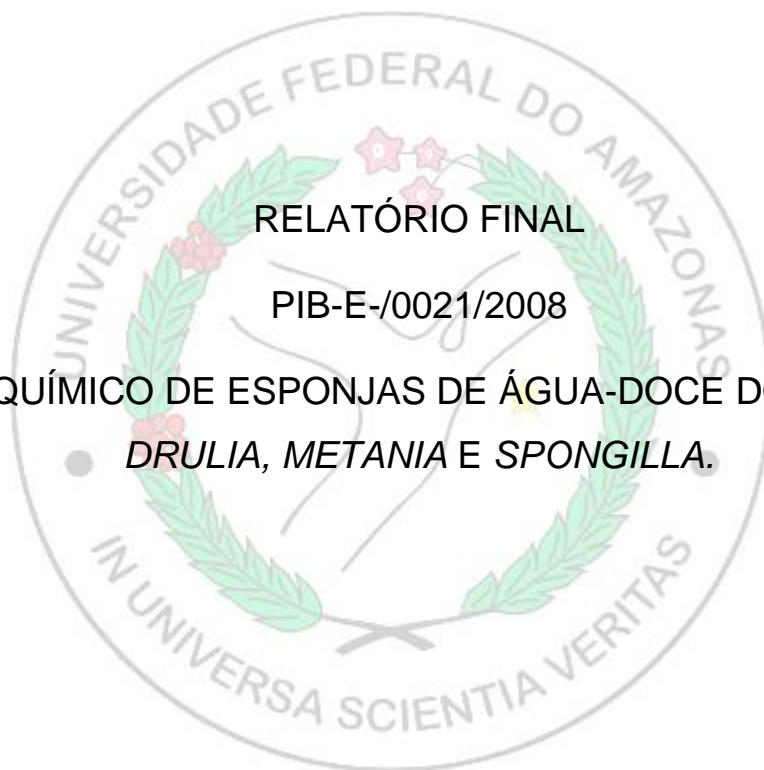 UNIVERSIDADE FEDERAL DO AMAZONAS
RELATÓRIO FINAL
PIB-E-/0021/2008
QUÍMICO DE ESPONJAS DE ÁGUA-DOCE DO
DRULIA, METANIA E SPONGILLA.
IN UNIVERSA SCIENTIA VERITAS